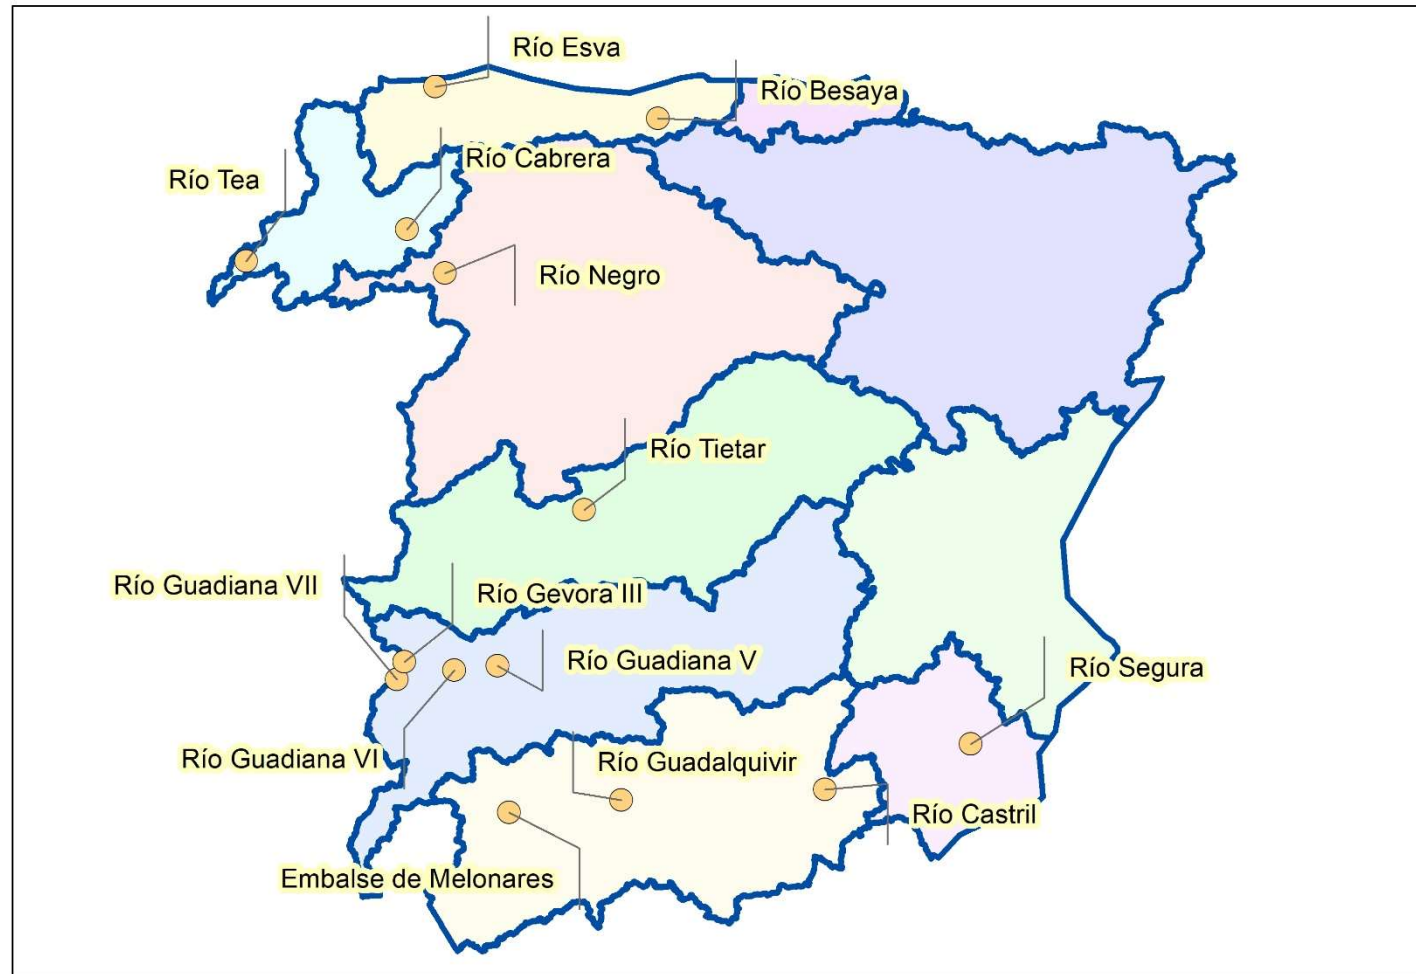 Río Esva
Río Besaya
Río Cabrera
Río Tea
Río Negro
Río Tietar
Río Guadiana VII
Río Gevora III
Río Guadiana V
Río Segura
Río Guadiana VI
Río Guadalquivir
Río Castril
Embalse de Melonares